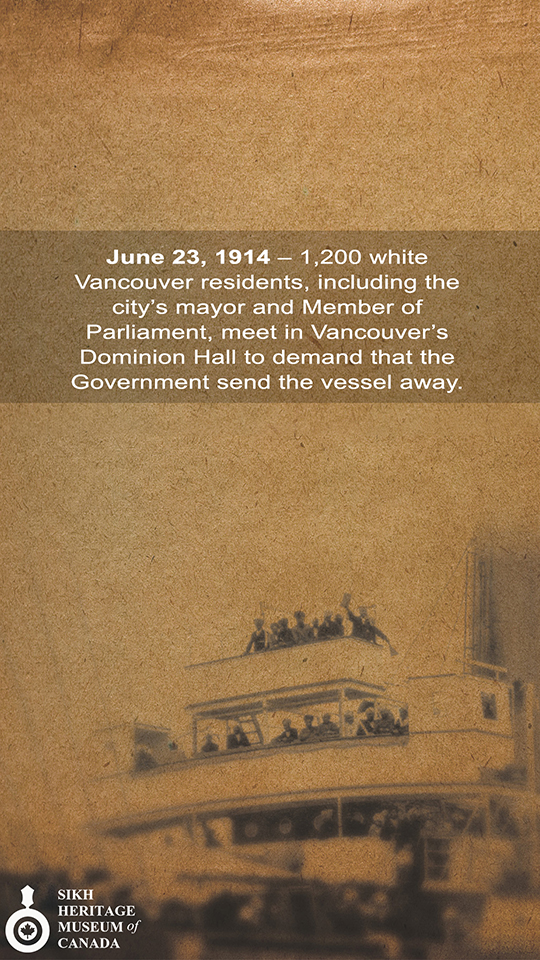 June 23, 1914 – 1,200 white
Vancouver residents, including the
city's mayor and Member of
Parliament, meet in Vancouver's
Dominion Hall to demand that the
Government send the vessel away.
SIKH
HERITAGE
MUSEUM of
CANADA